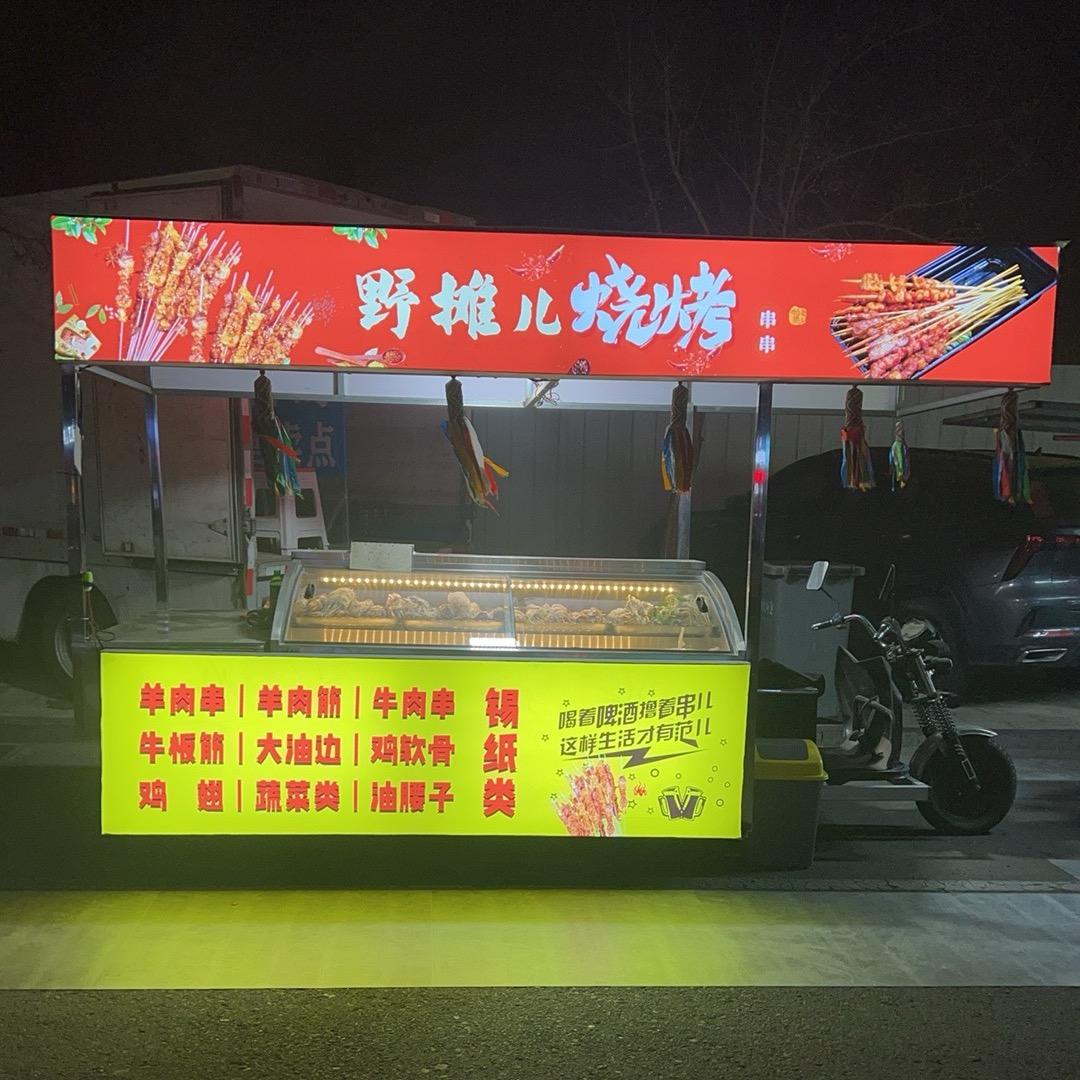 野摊儿烧烤
串串
卖点
羊肉串|羊肉筋|牛肉串
牛板筋|大油边|鸡软骨
鸡 翅|蔬菜类|油腰子
锡纸类
喝着啤酒撸着串儿
这样生活才有范儿